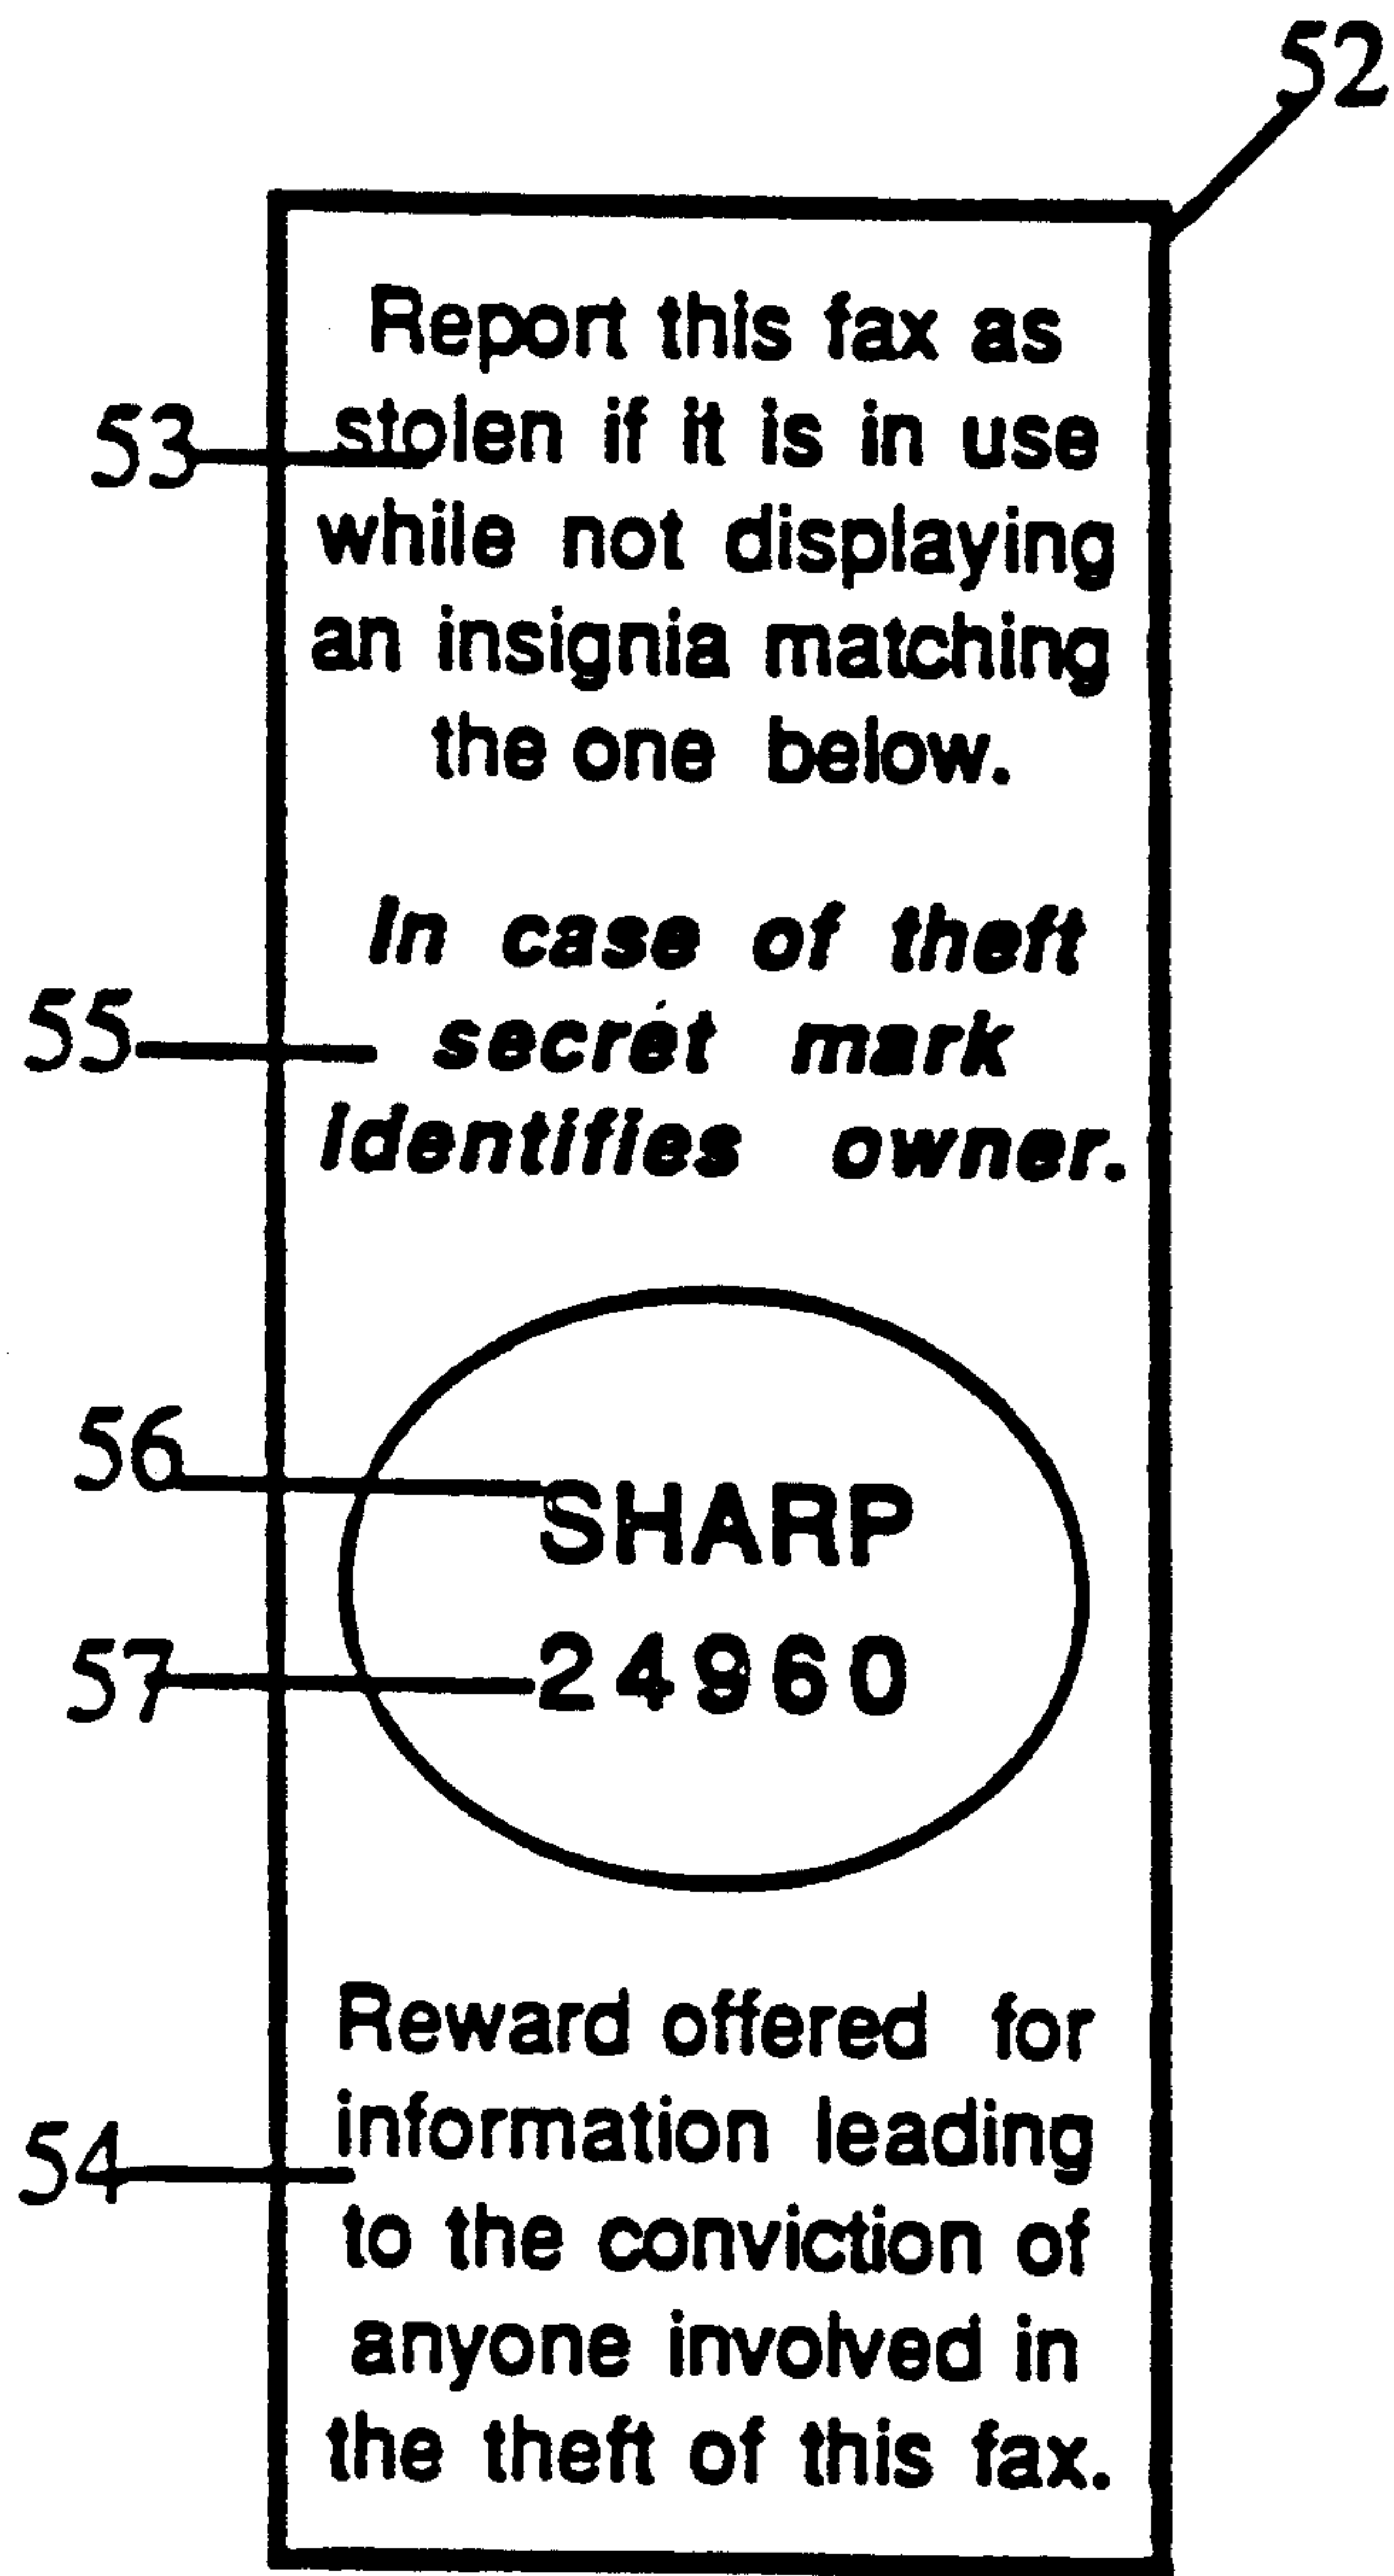 52
Report this fax as
53 stolen if it is in use
while not displaying
an insignia matching
the one below.
In case of theft
55 secret mark
identifies owner.
56 SHARP
57 24960
Reward offered for
information leading
54 to the conviction of
anyone involved in
the theft of this fax.